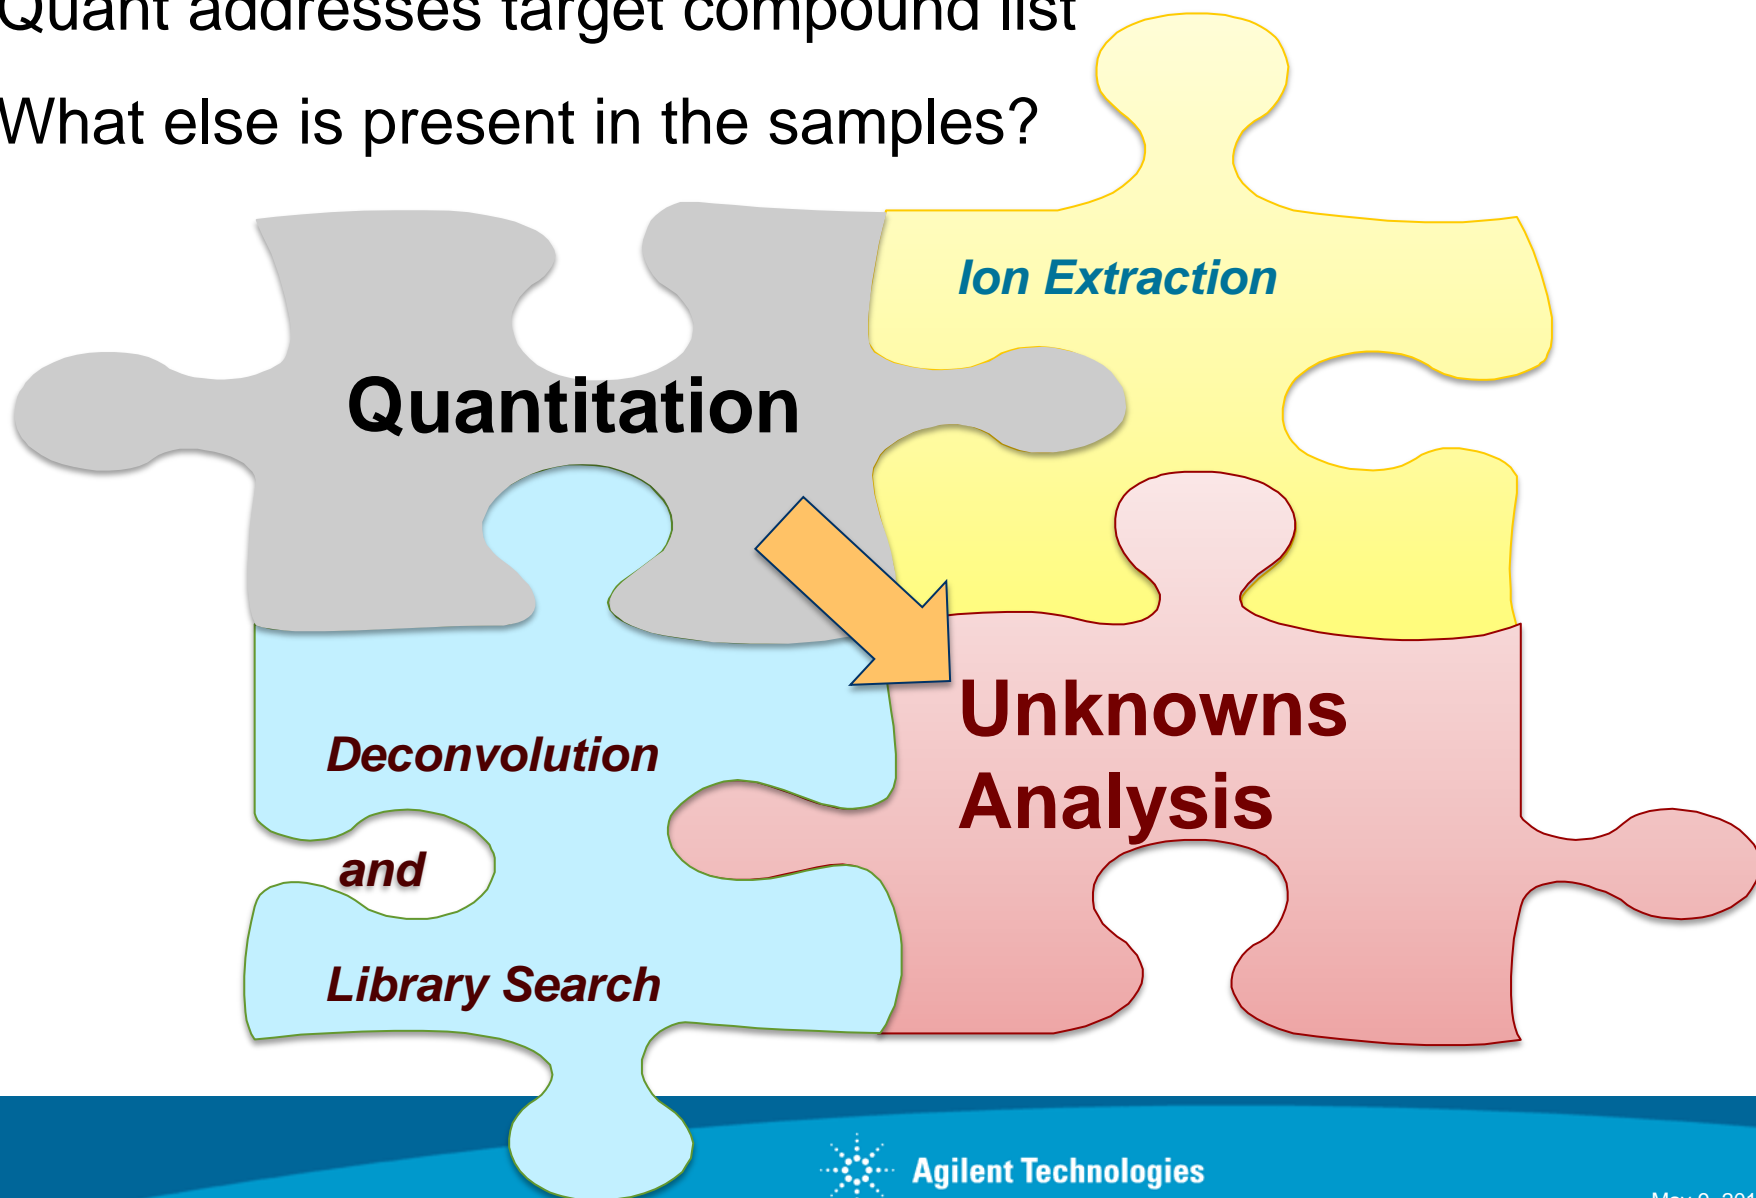 Quant addresses target compound list
What else is present in the samples?
Ion Extraction
Quantitation
Unknowns
Analysis
Deconvolution
and
Library Search
Agilent Technologies